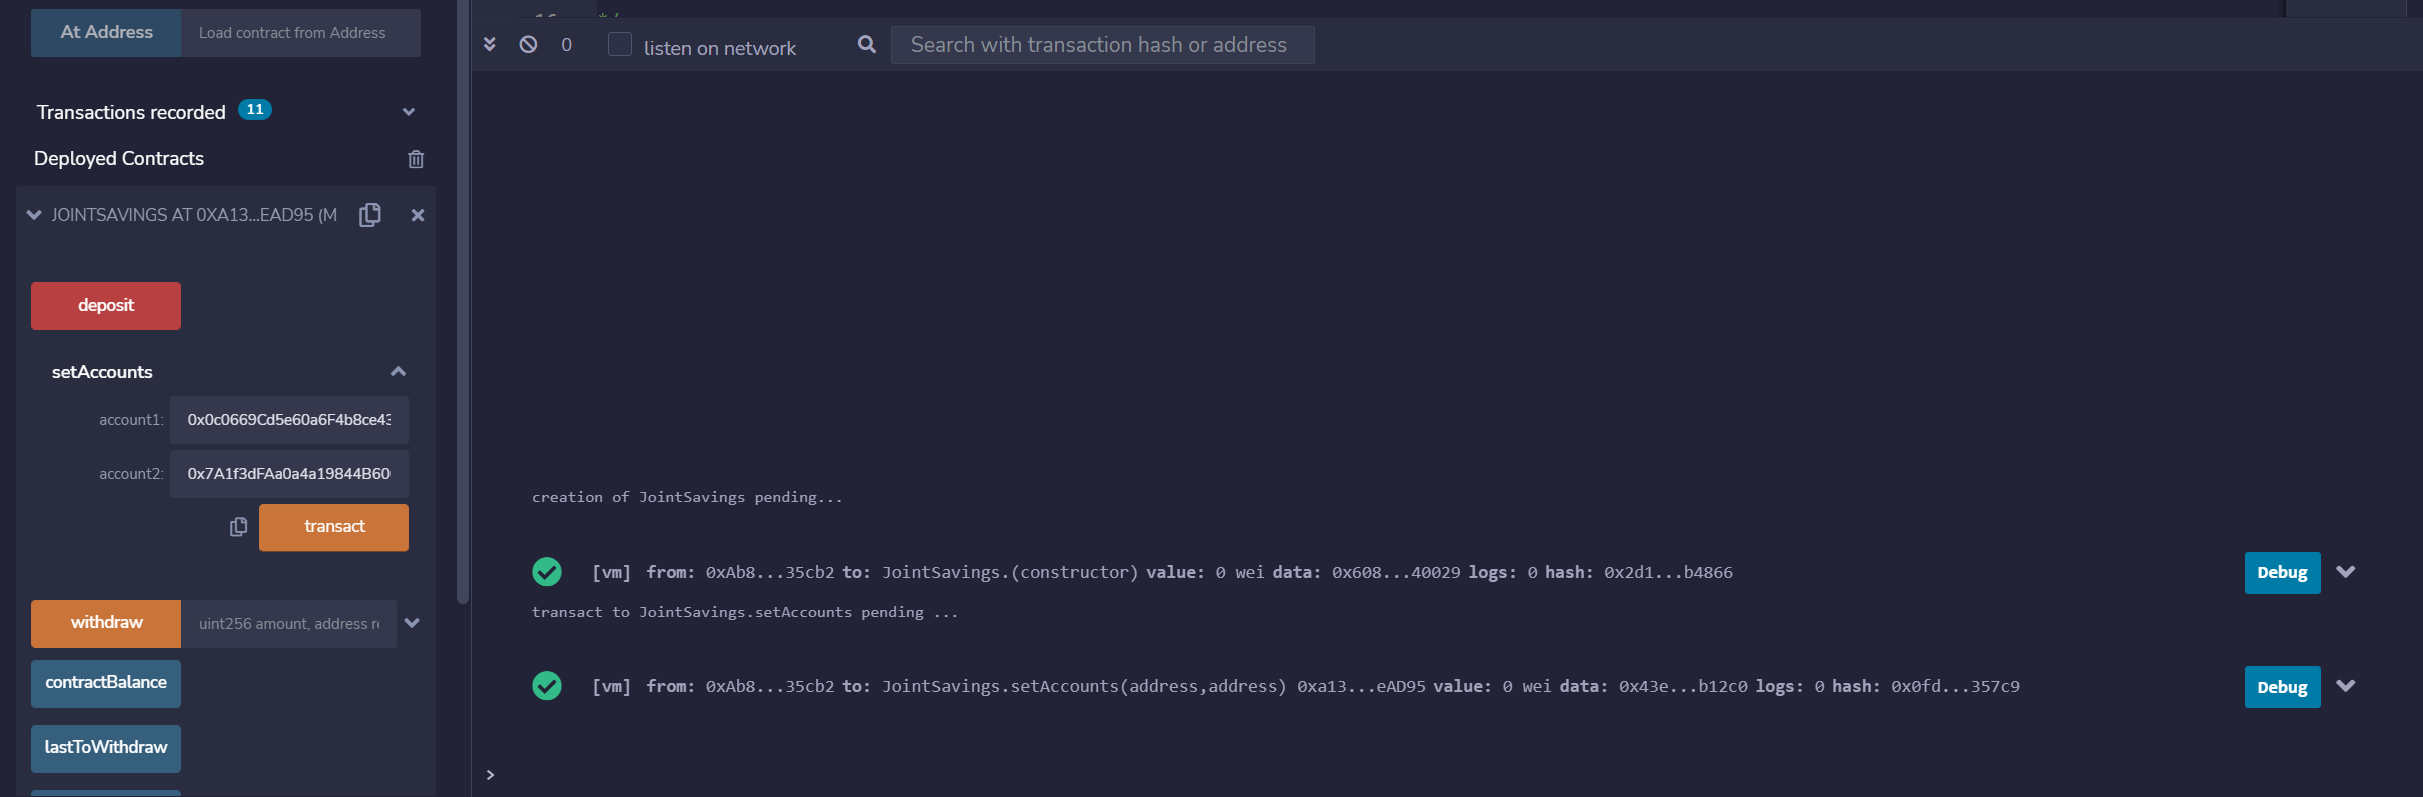 At Address Load contract from Address
Transactions recorded 11
Deployed Contracts
JOINTSAVINGS AT 0XA13...EAD95 (M
deposit
setAccounts
account1: 0x0c0669Cd5e60a6F4b8ce43
account2: 0x7A1f3dFAa0a4a19844B60
transact
withdraw uint256 amount, address re
contractBalance
lastToWithdraw
16 */
0 listen on network Search with transaction hash or address
creation of JointSavings pending...
[vm] from: 0xAb8...35cb2 to: JointSavings.(constructor) value: 0 wei data: 0x608...40029 logs: 0 hash: 0x2d1...b4866 Debug
transact to JointSavings.setAccounts pending ...
[vm] from: 0xAb8...35cb2 to: JointSavings.setAccounts(address,address) 0xa13...eAD95 value: 0 wei data: 0x43e...b12c0 logs: 0 hash: 0x0fd...357c9 Debug
>